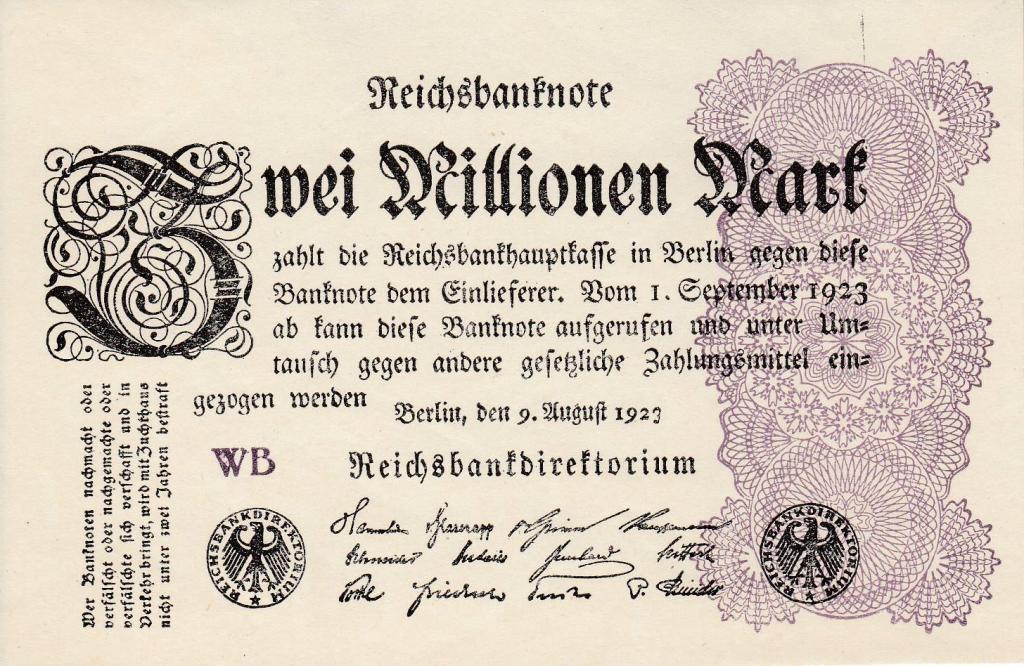 Reichsbanknote
Zwei Millionen Mark
zahlt die Reichsbankhauptkasse in Berlin gegen diese
Banknote dem Einlieferer. Vom 1. September 1923
ab kann diese Banknote aufgerufen und unter Um=
tausch gegen andere gesetzliche Zahlungsmittel ein=
gezogen werden
Berlin, den 9. August 1923
WB
Reichsbankdirektorium
Wer Banknoten nachmacht oder
verfälscht oder nachgemachte oder
verfälschte sich verschafft und in
Verkehr bringt, wird mit Zuchthaus
nicht unter zwei Jahren bestraft
REICHSBANKDIREKTORIUM
REICHSBANKDIREKTORIUM